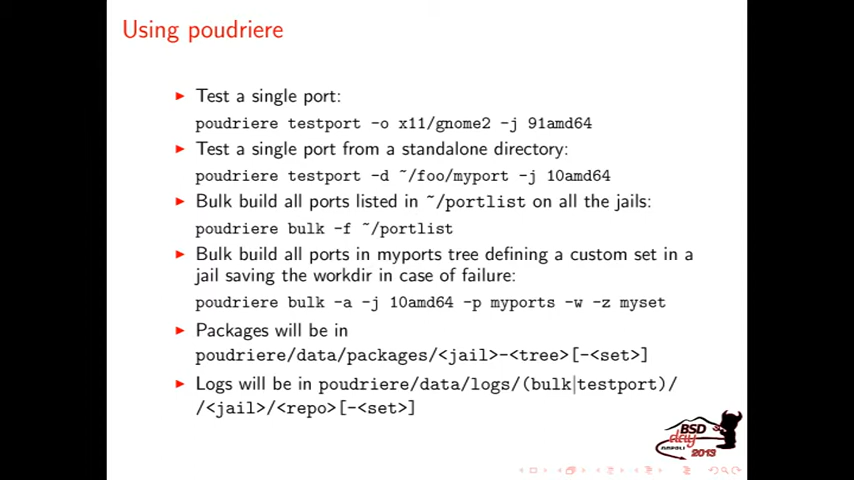 Using poudriere
▶ Test a single port:
poudriere testport -o x11/gnome2 -j 91amd64
▶ Test a single port from a standalone directory:
poudriere testport -d ~/foo/myport -j 10amd64
▶ Bulk build all ports listed in ~/portlist on all the jails:
poudriere bulk -f ~/portlist
▶ Bulk build all ports in myports tree defining a custom set in a
jail saving the workdir in case of failure:
poudriere bulk -a -j 10amd64 -p myports -w -z myset
▶ Packages will be in
poudriere/data/packages/<jail>-<tree>[-<set>]
▶ Logs will be in poudriere/data/logs/(bulk|testport)/
/<jail>/<repo>[-<set>]
BSD
day
NAPOLI
2013